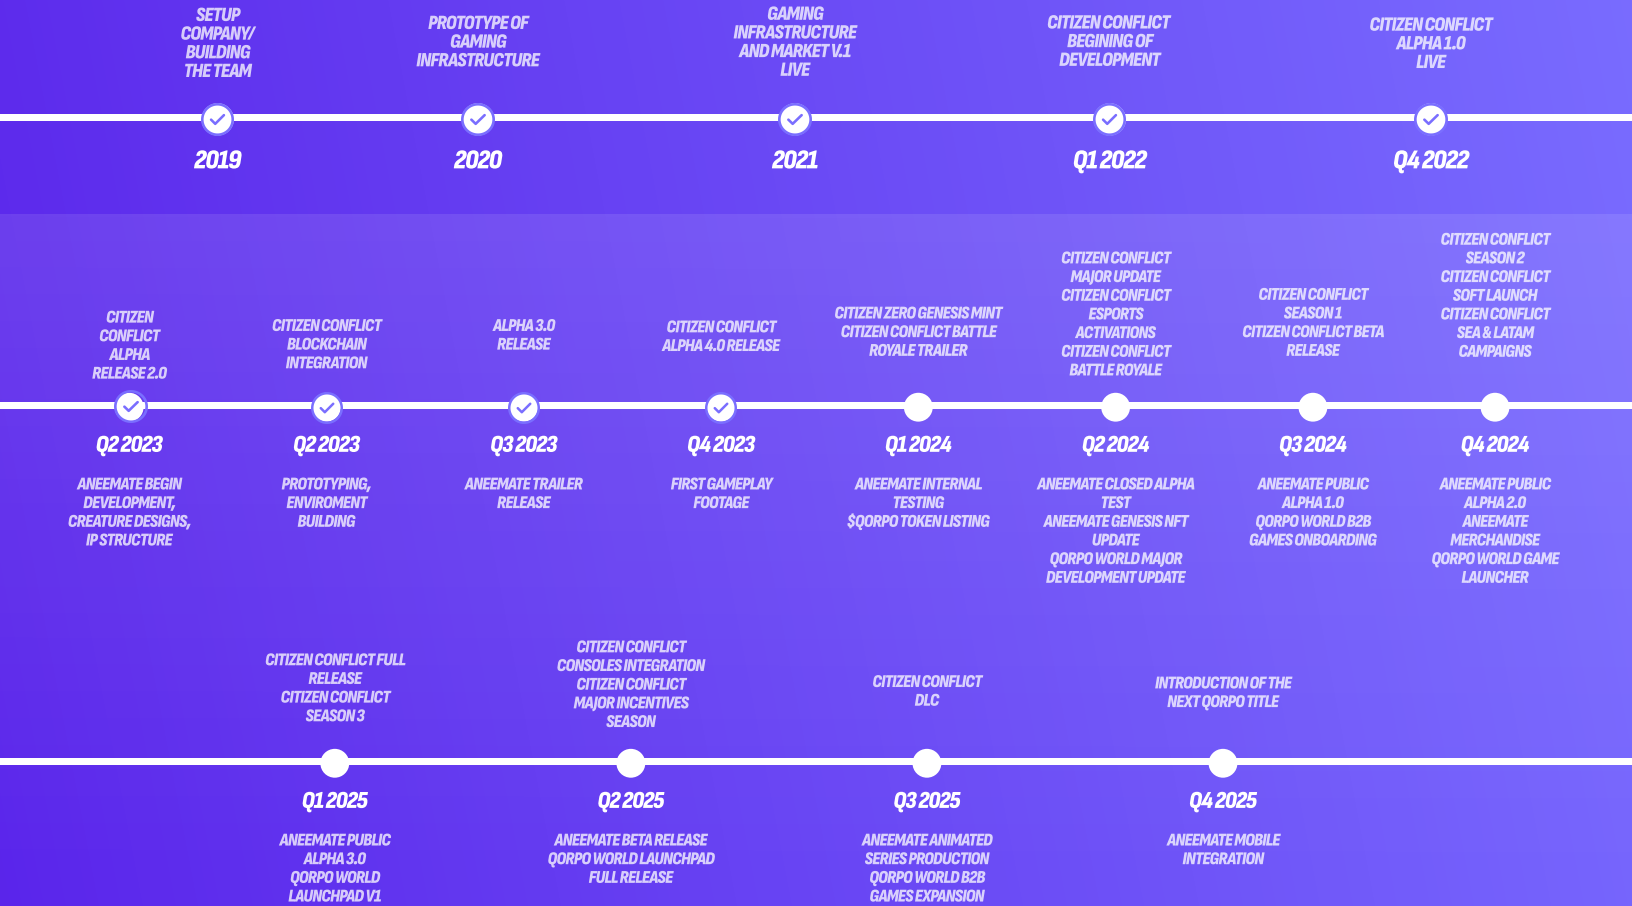 SETUP
COMPANY/
BUILDING
THE TEAM
PROTOTYPE OF
GAMING
INFRASTRUCTURE
GAMING
INFRASTRUCTURE
AND MARKET V.1
LIVE
CITIZEN CONFLICT
BEGINING OF
DEVELOPMENT
CITIZEN CONFLICT
ALPHA 1.0
LIVE
2019
2020
2021
Q1 2022
Q4 2022
CITIZEN
CONFLICT
ALPHA
RELEASE 2.0
CITIZEN CONFLICT
BLOCKCHAIN
INTEGRATION
ALPHA 3.0
RELEASE
CITIZEN CONFLICT
ALPHA 4.0 RELEASE
CITIZEN ZERO GENESIS MINT
CITIZEN CONFLICT BATTLE
ROYALE TRAILER
CITIZEN CONFLICT
MAJOR UPDATE
CITIZEN CONFLICT
ESPORTS
ACTIVATIONS
CITIZEN CONFLICT
BATTLE ROYALE
CITIZEN CONFLICT
SEASON 1
CITIZEN CONFLICT BETA
RELEASE
CITIZEN CONFLICT
SEASON 2
CITIZEN CONFLICT
SOFT LAUNCH
CITIZEN CONFLICT
SEA & LATAM
CAMPAIGNS
Q2 2023
Q2 2023
Q3 2023
Q4 2023
Q1 2024
Q2 2024
Q3 2024
Q4 2024
ANEEMATE BEGIN
DEVELOPMENT,
CREATURE DESIGNS,
IP STRUCTURE
PROTOTYPING,
ENVIROMENT
BUILDING
ANEEMATE TRAILER
RELEASE
FIRST GAMEPLAY
FOOTAGE
ANEEMATE INTERNAL
TESTING
$QORPO TOKEN LISTING
ANEEMATE CLOSED ALPHA
TEST
ANEEMATE GENESIS NFT
UPDATE
QORPO WORLD MAJOR
DEVELOPMENT UPDATE
ANEEMATE PUBLIC
ALPHA 1.0
QORPO WORLD B2B
GAMES ONBOARDING
ANEEMATE PUBLIC
ALPHA 2.0
ANEEMATE
MERCHANDISE
QORPO WORLD GAME
LAUNCHER
CITIZEN CONFLICT FULL
RELEASE
CITIZEN CONFLICT
SEASON 3
CITIZEN CONFLICT
CONSOLES INTEGRATION
CITIZEN CONFLICT
MAJOR INCENTIVES
SEASON
CITIZEN CONFLICT
DLC
INTRODUCTION OF THE
NEXT QORPO TITLE
Q1 2025
Q2 2025
Q3 2025
Q4 2025
ANEEMATE PUBLIC
ALPHA 3.0
QORPO WORLD
LAUNCHPAD V1
ANEEMATE BETA RELEASE
QORPO WORLD LAUNCHPAD
FULL RELEASE
ANEEMATE ANIMATED
SERIES PRODUCTION
QORPO WORLD B2B
GAMES EXPANSION
ANEEMATE MOBILE
INTEGRATION